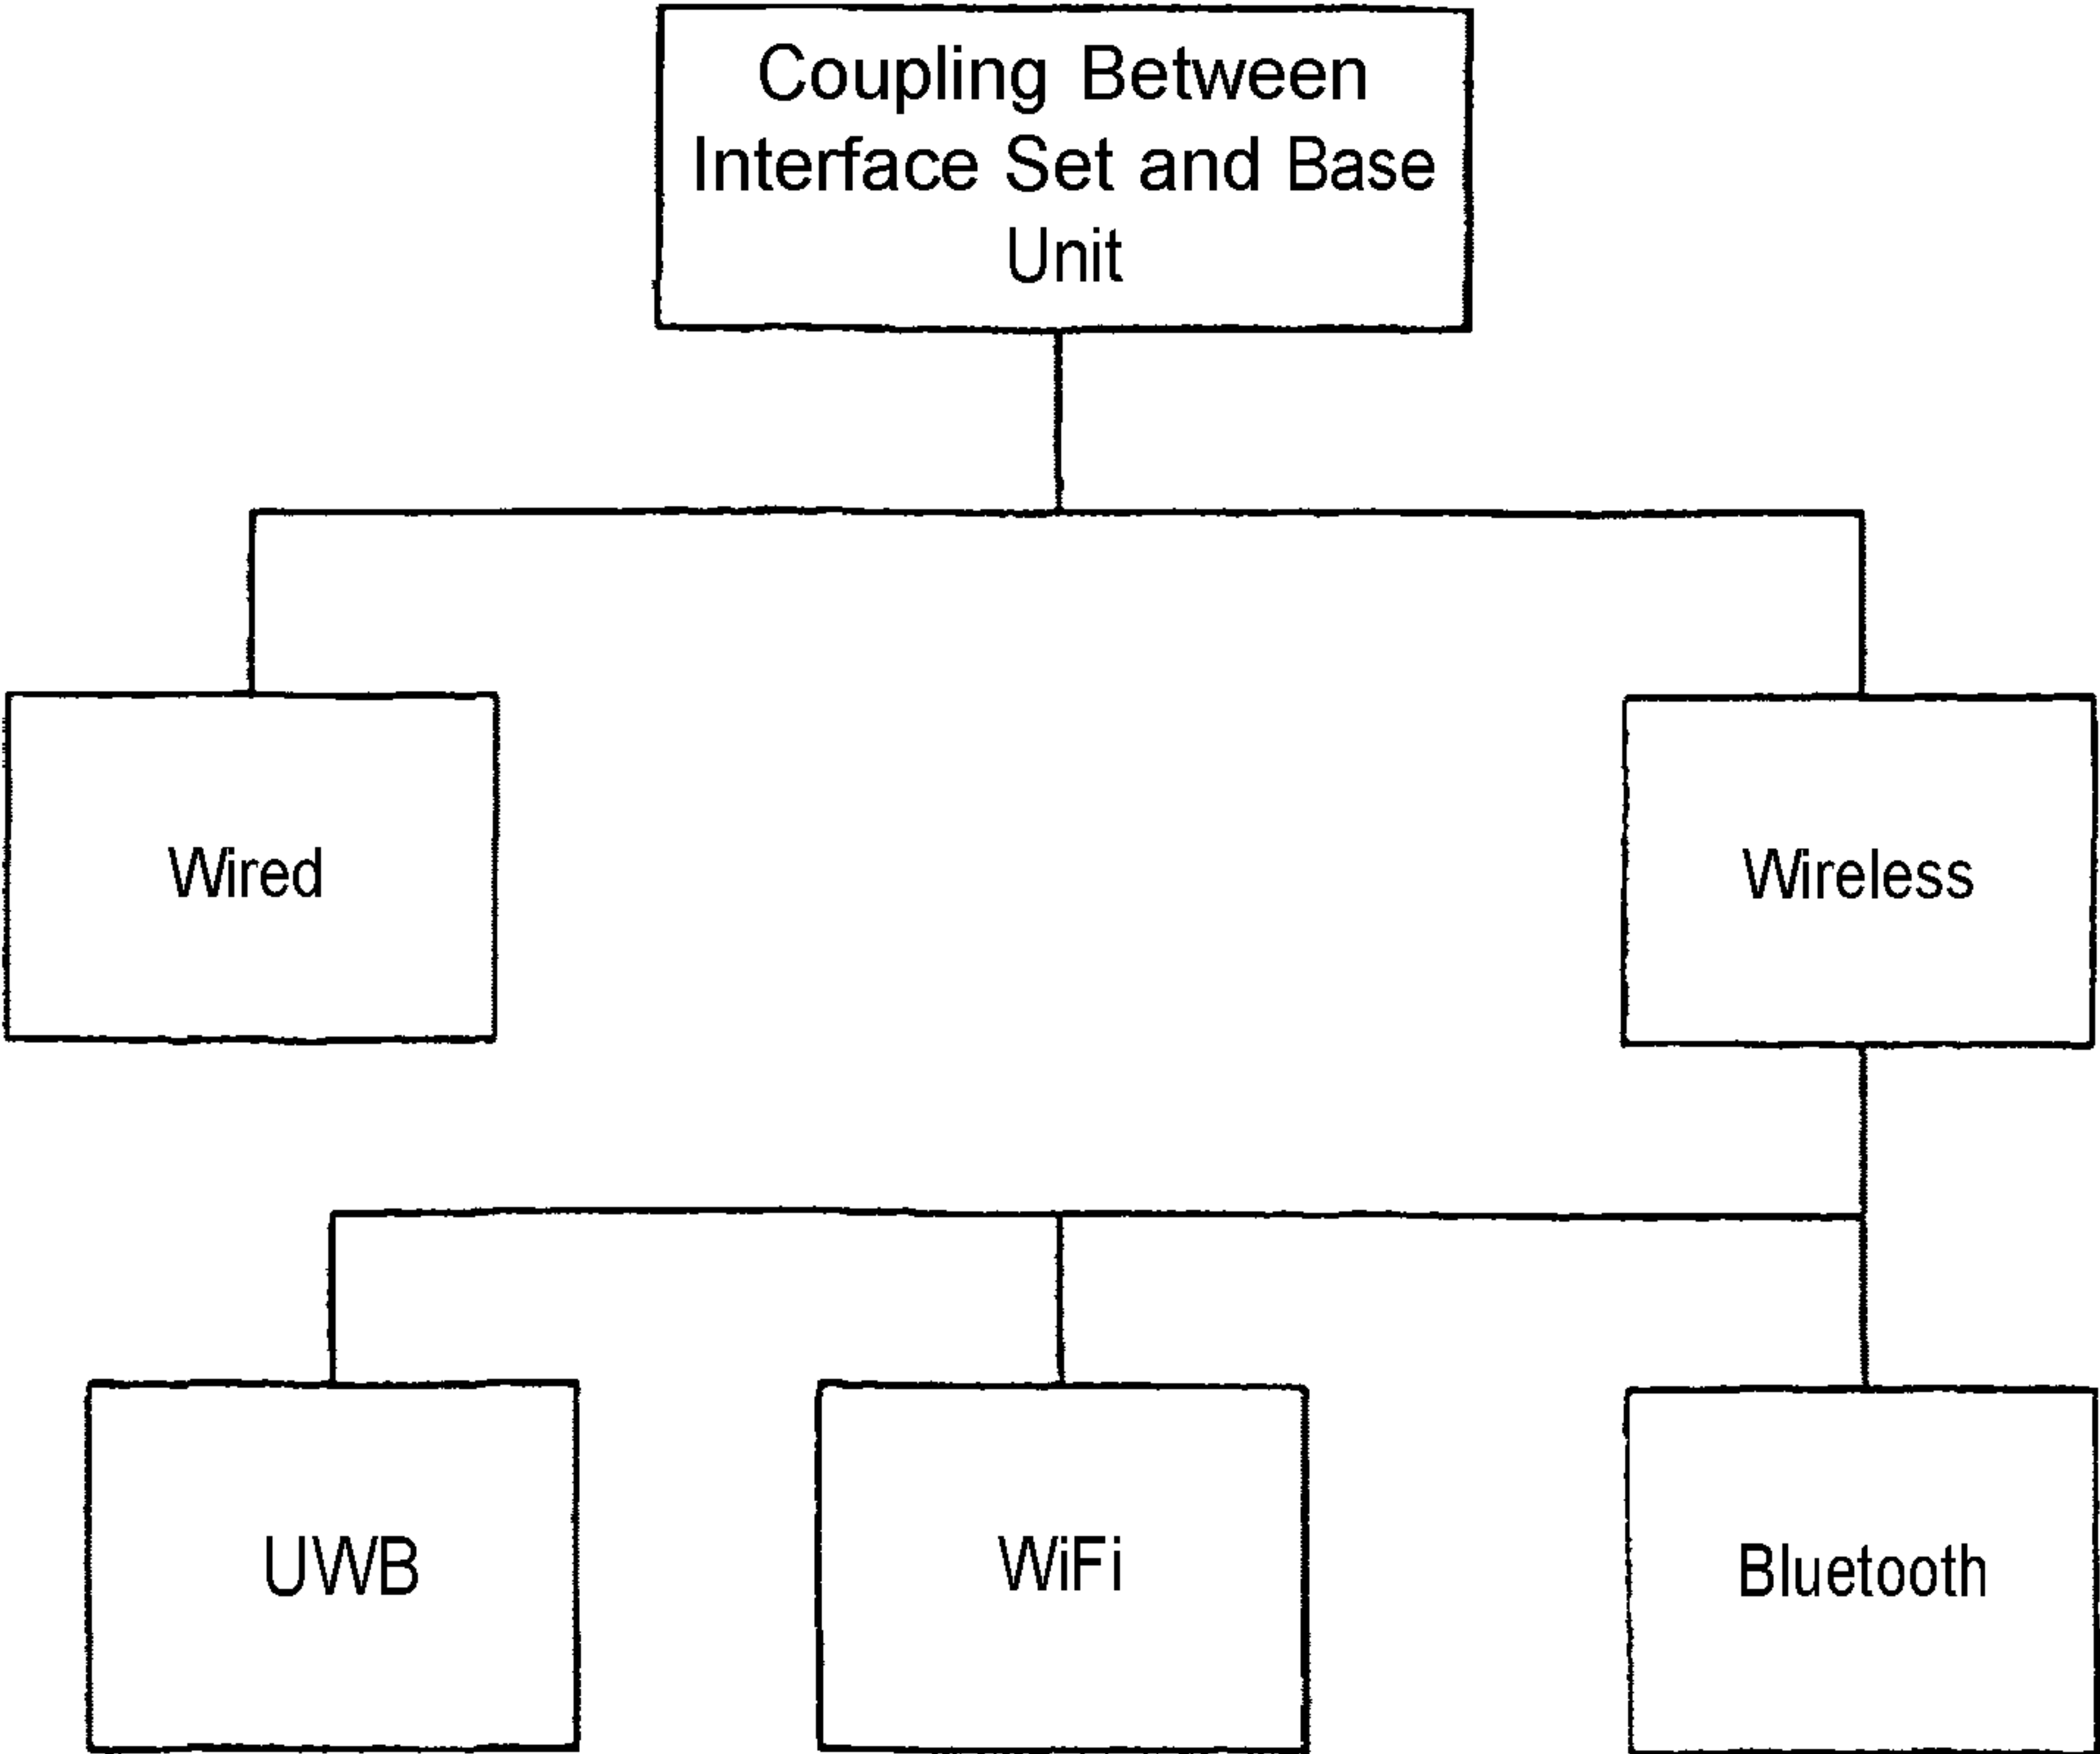 Coupling Between
Interface Set and Base
Unit
Wired
Wireless
UWB
WiFi
Bluetooth